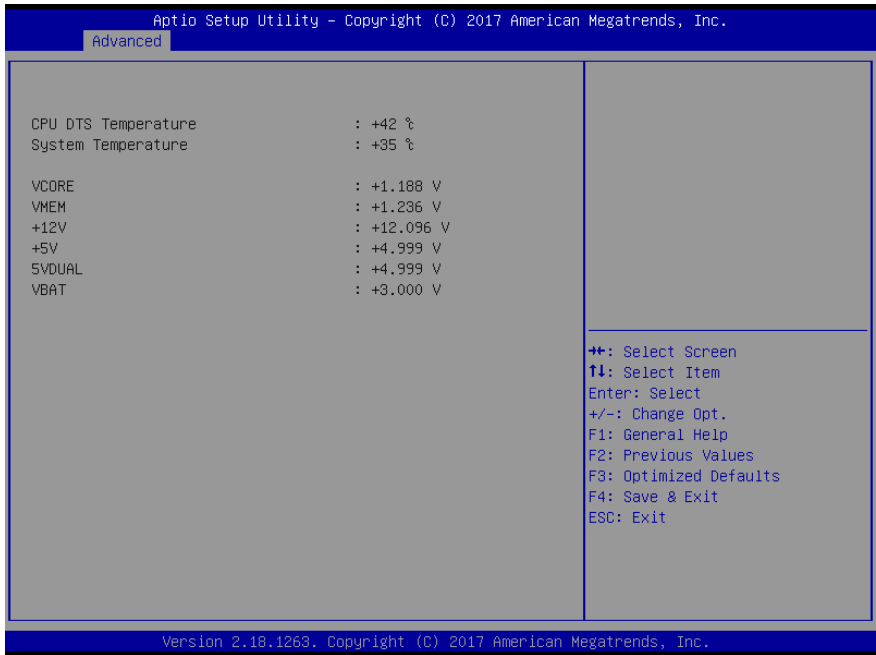 Aptio Setup Utility – Copyright (C) 2017 American Megatrends, Inc.
Advanced
CPU DTS Temperature : +42 ℃
System Temperature : +35 ℃
VCORE : +1.188 V
VMEM : +1.236 V
+12V : +12.096 V
+5V : +4.999 V
5VDUAL : +4.999 V
VBAT : +3.000 V
→←: Select Screen
↑↓: Select Item
Enter: Select
+/-: Change Opt.
F1: General Help
F2: Previous Values
F3: Optimized Defaults
F4: Save & Exit
ESC: Exit
Version 2.18.1263. Copyright (C) 2017 American Megatrends, Inc.